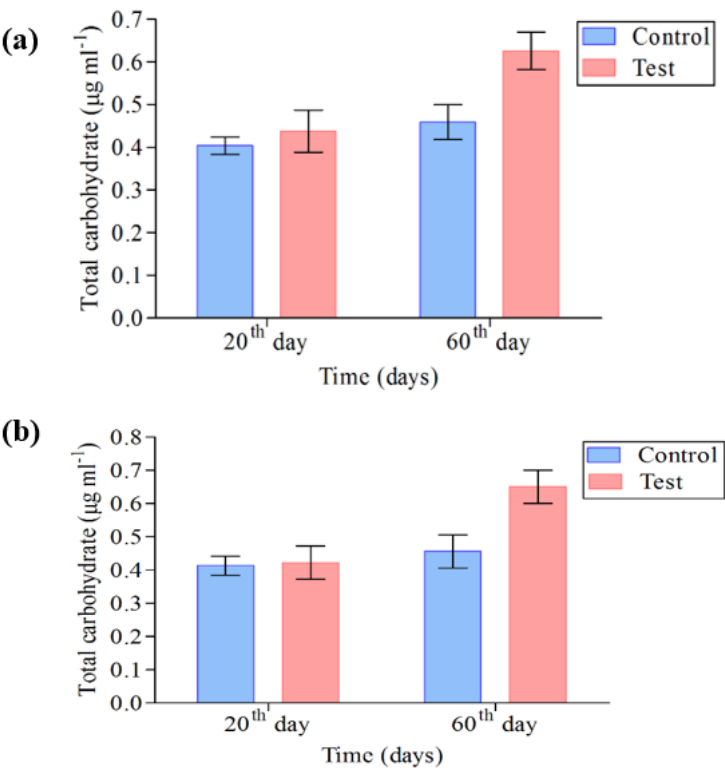 (a)
Total carbohydrate (µg ml⁻¹)
0.7
0.6
0.5
0.4
0.3
0.2
0.1
0.0
Control
Test
20ᵗʰ day
60ᵗʰ day
Time (days)
(b)
Total carbohydrate (µg ml⁻¹)
0.8
0.7
0.6
0.5
0.4
0.3
0.2
0.1
0.0
Control
Test
20ᵗʰ day
60ᵗʰ day
Time (days)